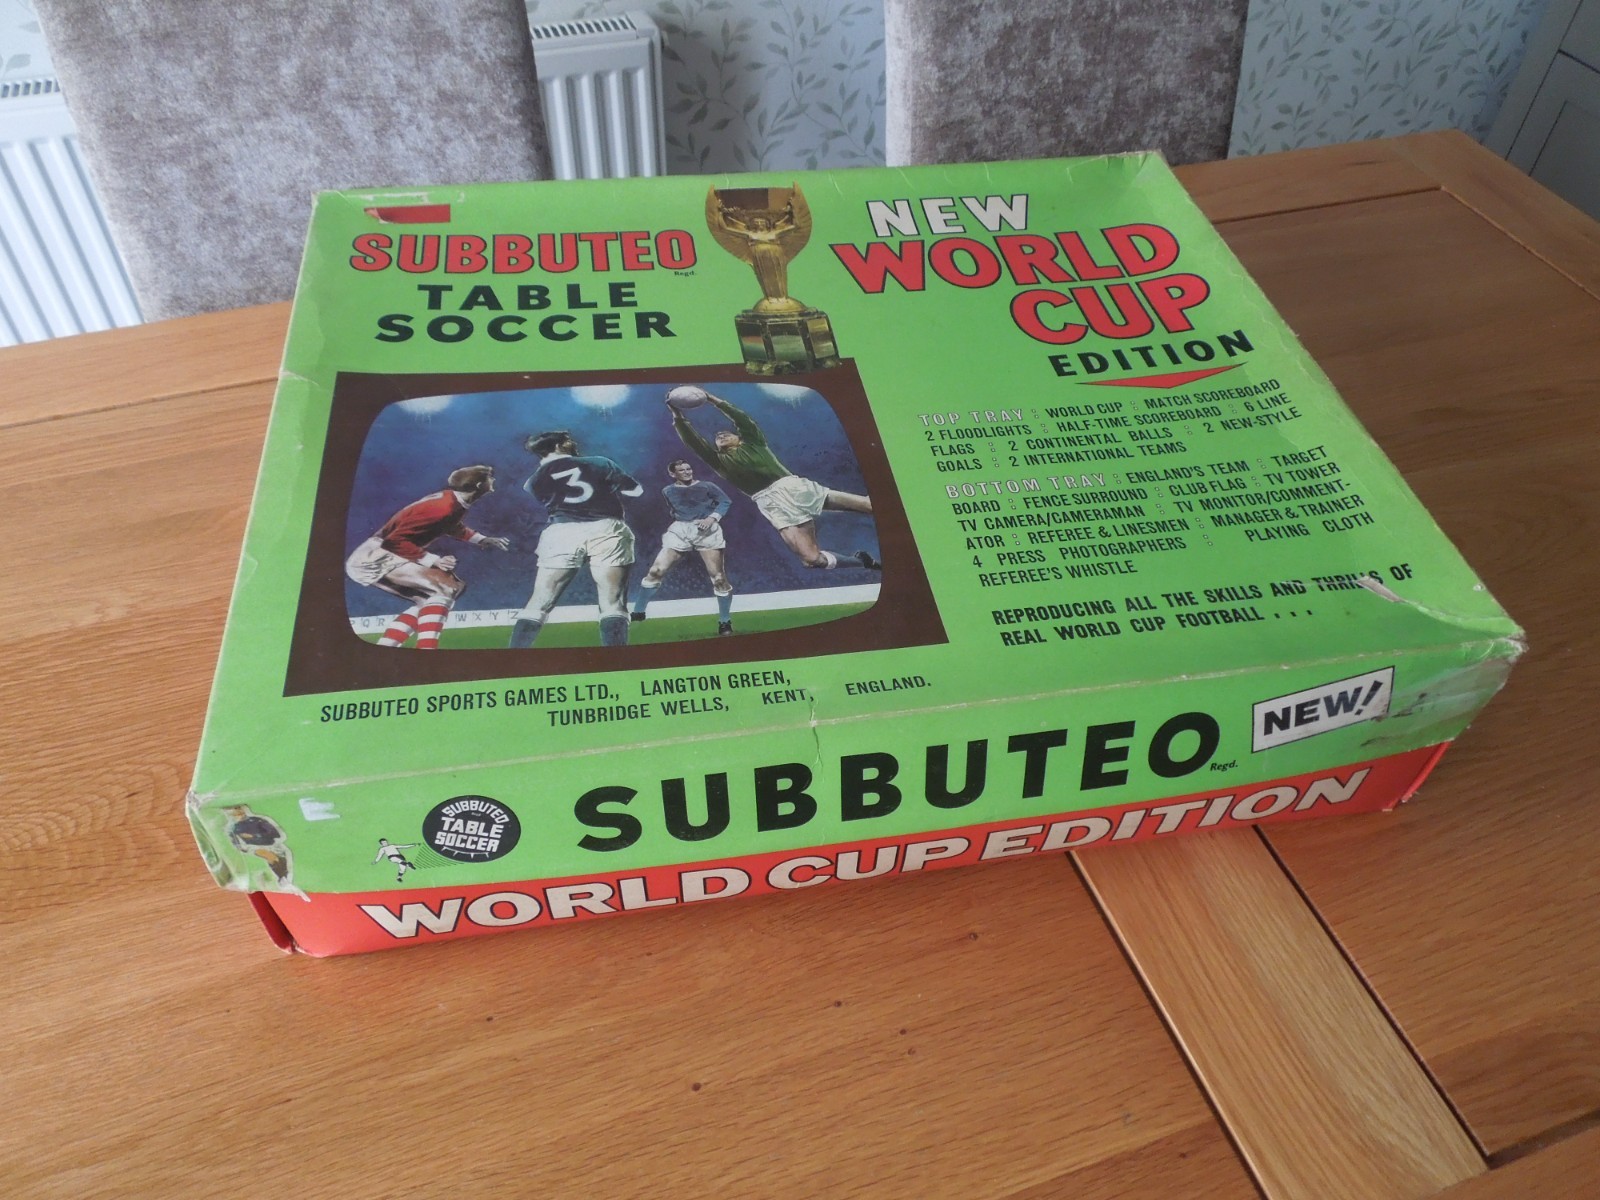 SUBBUTEO
Regd.
TABLE
SOCCER
NEW
WORLD
CUP
EDITION
TOP TRAY : WORLD CUP : MATCH SCOREBOARD
2 FLOODLIGHTS : HALF-TIME SCOREBOARD : 6 LINE
FLAGS : 2 CONTINENTAL BALLS : 2 NEW-STYLE
GOALS : 2 INTERNATIONAL TEAMS
BOTTOM TRAY : ENGLAND'S TEAM : TARGET
BOARD : FENCE SURROUND : CLUB FLAG : TV TOWER
TV CAMERA/CAMERAMAN : TV MONITOR/COMMENT-
ATOR : REFEREE & LINESMEN : MANAGER & TRAINER
4 PRESS PHOTOGRAPHERS : PLAYING CLOTH
REFEREE'S WHISTLE
REPRODUCING ALL THE SKILLS AND THRILLS OF
REAL WORLD CUP FOOTBALL . . .
3
P Q R W X Y Z
SUBBUTEO SPORTS GAMES LTD., LANGTON GREEN,
TUNBRIDGE WELLS, KENT, ENGLAND.
SUBBUTEO
TABLE
SOCCER
SUBBUTEO
Regd.
NEW!
WORLD CUP EDITION